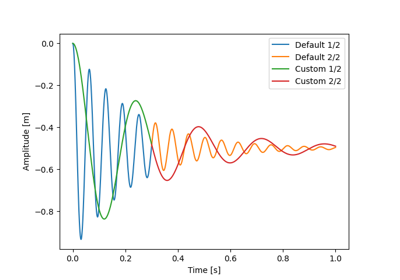 Default 1/2
Default 2/2
Custom 1/2
Custom 2/2
0.0
−0.2
−0.4
−0.6
−0.8
Amplitude [m]
0.0 0.2 0.4 0.6 0.8 1.0
Time [s]